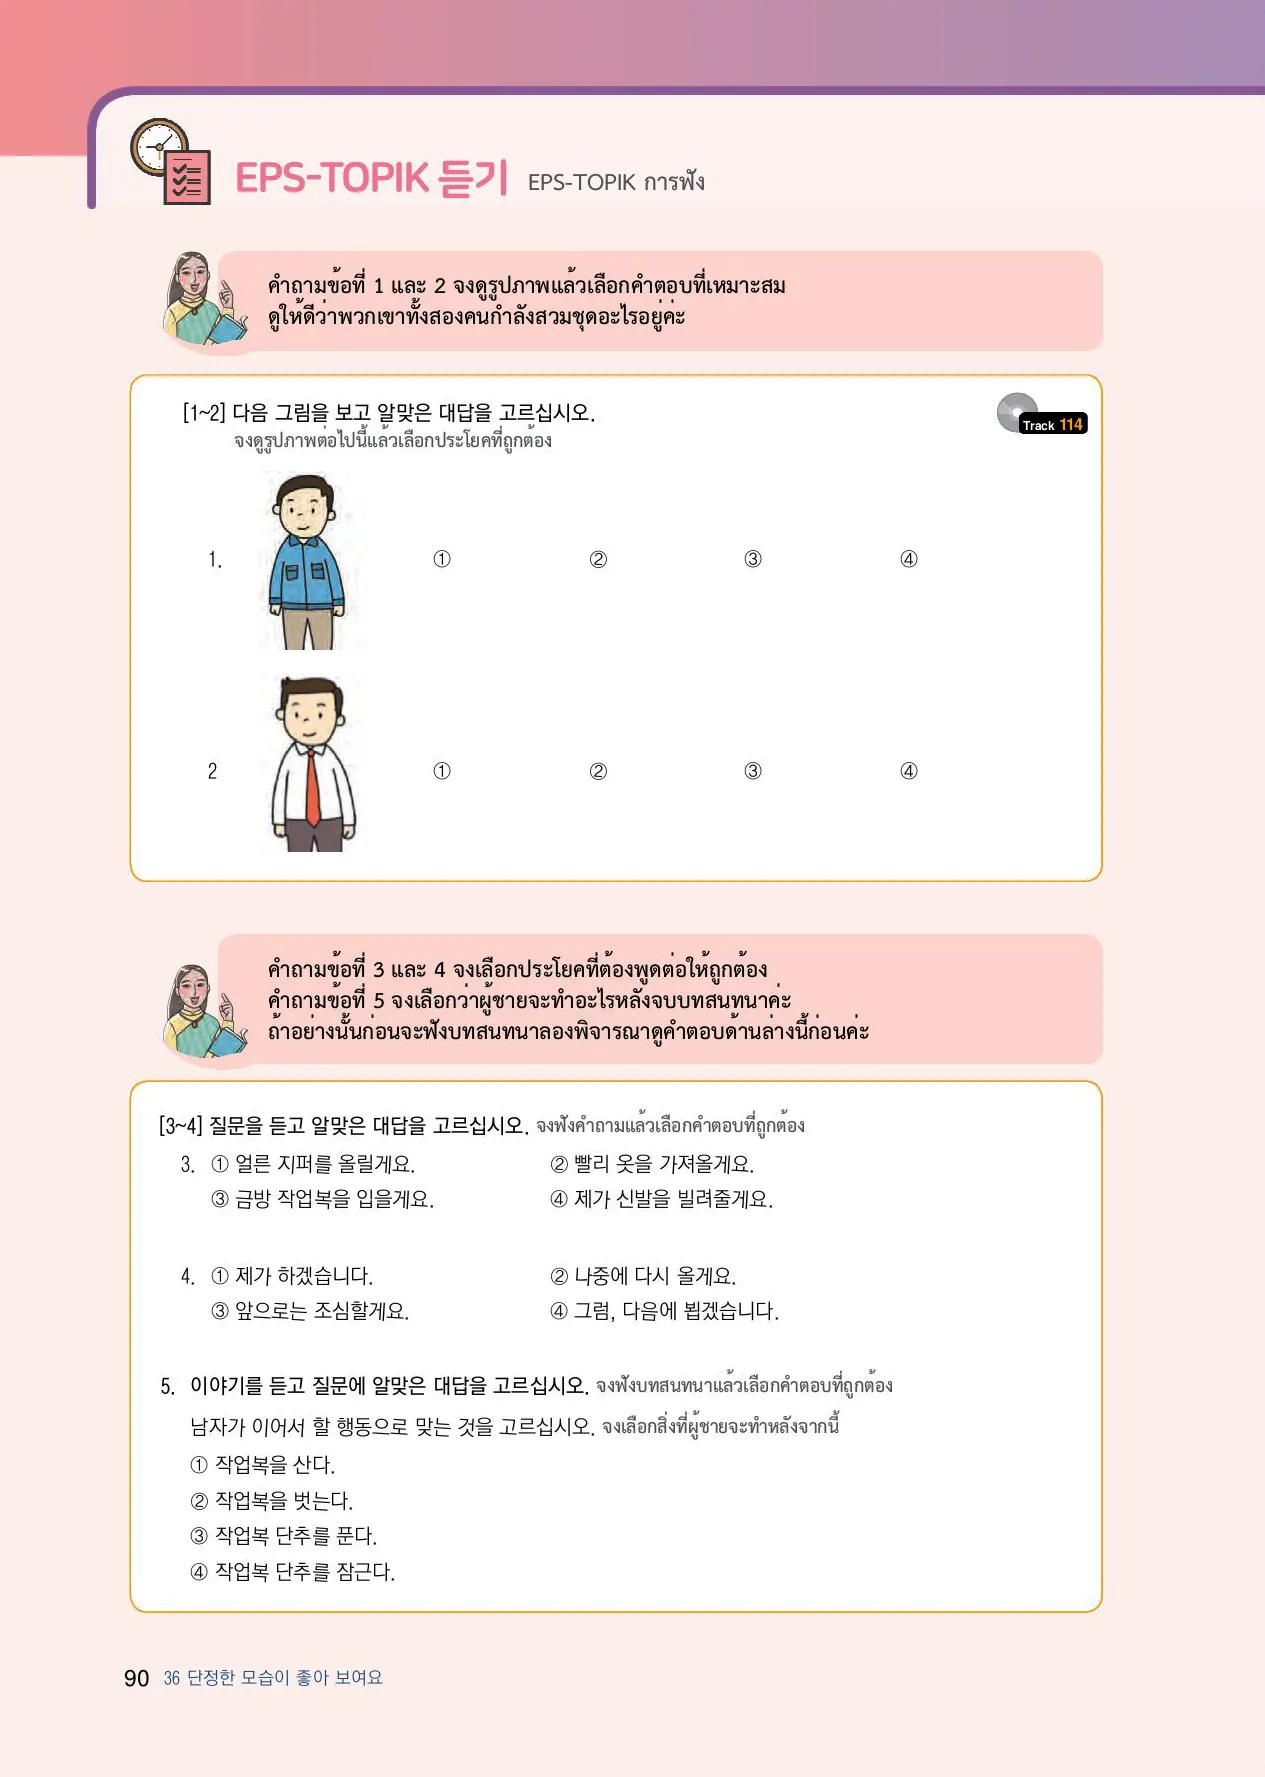 EPS-TOPIK 듣기 EPS-TOPIK การฟัง
คำถามข้อที่ 1 และ 2 จงดูรูปภาพแล้วเลือกคำตอบที่เหมาะสม
ดูให้ดีว่าพวกเขาทั้งสองคนกำลังสวมชุดอะไรอยู่ค่ะ
[1~2] 다음 그림을 보고 알맞은 대답을 고르십시오.
จงดูรูปภาพต่อไปนี้แล้วเลือกประโยคที่ถูกต้อง
Track 114
1. ① ② ③ ④
2 ① ② ③ ④
คำถามข้อที่ 3 และ 4 จงเลือกประโยคที่ต้องพูดต่อให้ถูกต้อง
คำถามข้อที่ 5 จงเลือกว่าผู้ชายจะทำอะไรหลังจบบทสนทนาค่ะ
ถ้าอย่างนั้นก่อนจะฟังบทสนทนาลองพิจารณาดูคำตอบด้านล่างนี้ก่อนค่ะ
[3~4] 질문을 듣고 알맞은 대답을 고르십시오. จงฟังคำถามแล้วเลือกคำตอบที่ถูกต้อง
3. ① 얼른 지퍼를 올릴게요. ② 빨리 옷을 가져올게요.
③ 금방 작업복을 입을게요. ④ 제가 신발을 빌려줄게요.
4. ① 제가 하겠습니다. ② 나중에 다시 올게요.
③ 앞으로는 조심할게요. ④ 그럼, 다음에 뵙겠습니다.
5. 이야기를 듣고 질문에 알맞은 대답을 고르십시오. จงฟังบทสนทนาแล้วเลือกคำตอบที่ถูกต้อง
남자가 이어서 할 행동으로 맞는 것을 고르십시오. จงเลือกสิ่งที่ผู้ชายจะทำหลังจากนี้
① 작업복을 산다.
② 작업복을 벗는다.
③ 작업복 단추를 푼다.
④ 작업복 단추를 잠근다.
90 36 단정한 모습이 좋아 보여요